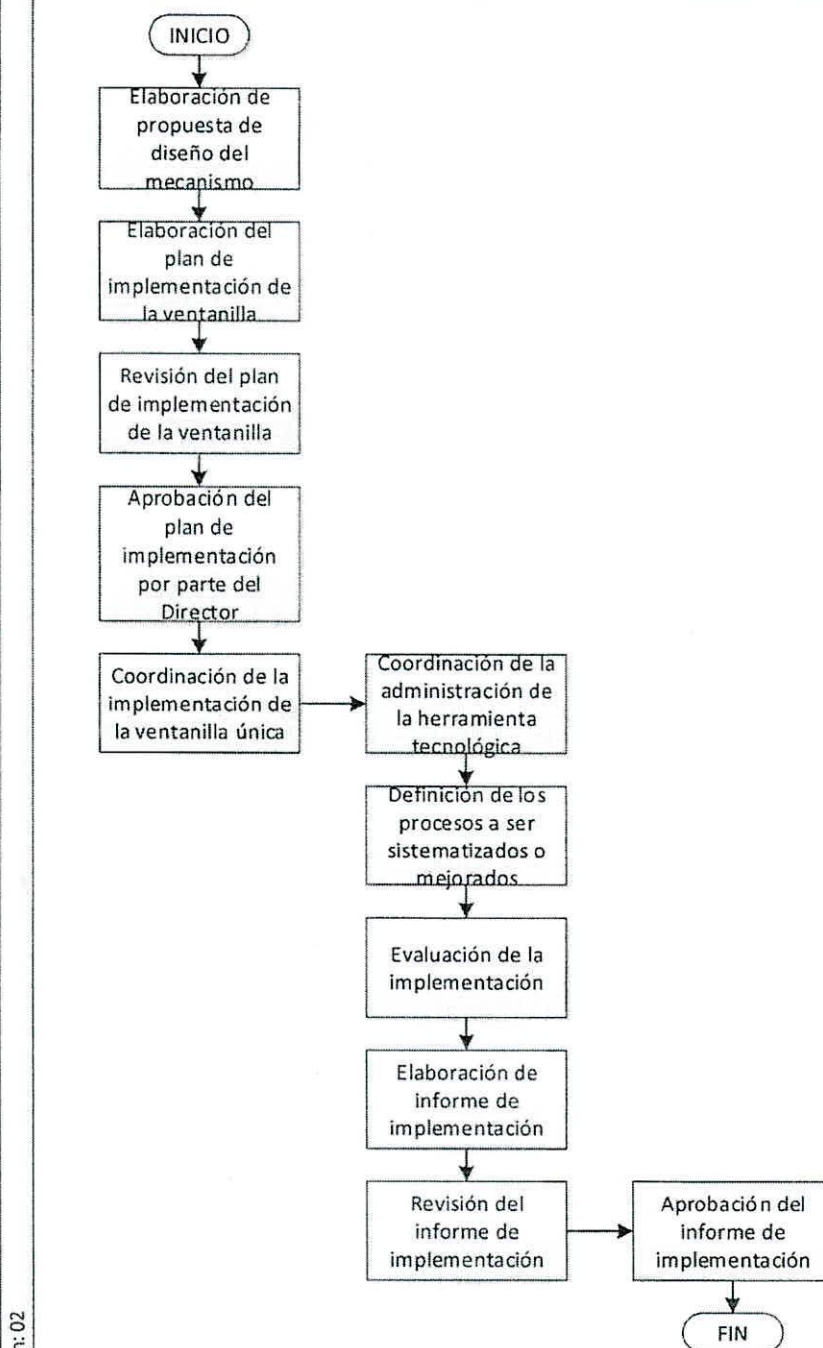 INICIO
Elaboración de
propuesta de
diseño del
mecanismo
Elaboración del
plan de
implementación de
la ventanilla
Revisión del plan
de implementación
de la ventanilla
Aprobación del
plan de
implementación
por parte del
Director
Coordinación de la
implementación de
la ventanilla única
Coordinación de la
administración de
la herramienta
tecnológica
Definición de los
procesos a ser
sistematizados o
mejorados
Evaluación de la
implementación
Elaboración de
informe de
implementación
Revisión del
informe de
implementación
Aprobación del
informe de
implementación
FIN
n: 02